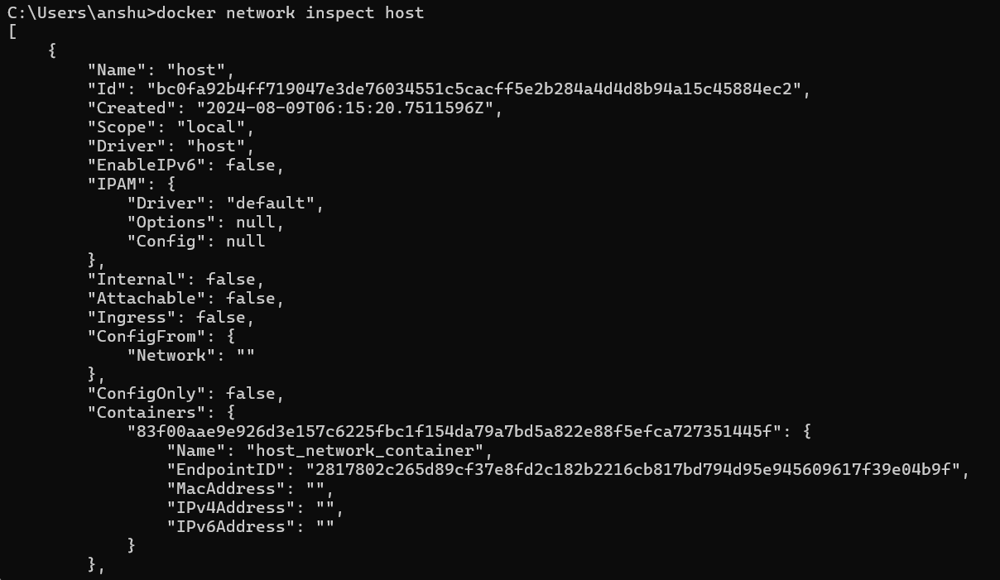 C:\Users\anshu>docker network inspect host
[
    {
        "Name": "host",
        "Id": "bc0fa92b4ff719047e3de76034551c5cacff5e2b284a4d4d8b94a15c45884ec2",
        "Created": "2024-08-09T06:15:20.7511596Z",
        "Scope": "local",
        "Driver": "host",
        "EnableIPv6": false,
        "IPAM": {
            "Driver": "default",
            "Options": null,
            "Config": null
        },
        "Internal": false,
        "Attachable": false,
        "Ingress": false,
        "ConfigFrom": {
            "Network": ""
        },
        "ConfigOnly": false,
        "Containers": {
            "83f00aae9e926d3e157c6225fbc1f154da79a7bd5a822e88f5efca727351445f": {
                "Name": "host_network_container",
                "EndpointID": "2817802c265d89cf37e8fd2c182b2216cb817bd794d95e945609617f39e04b9f",
                "MacAddress": "",
                "IPv4Address": "",
                "IPv6Address": ""
            }
        },